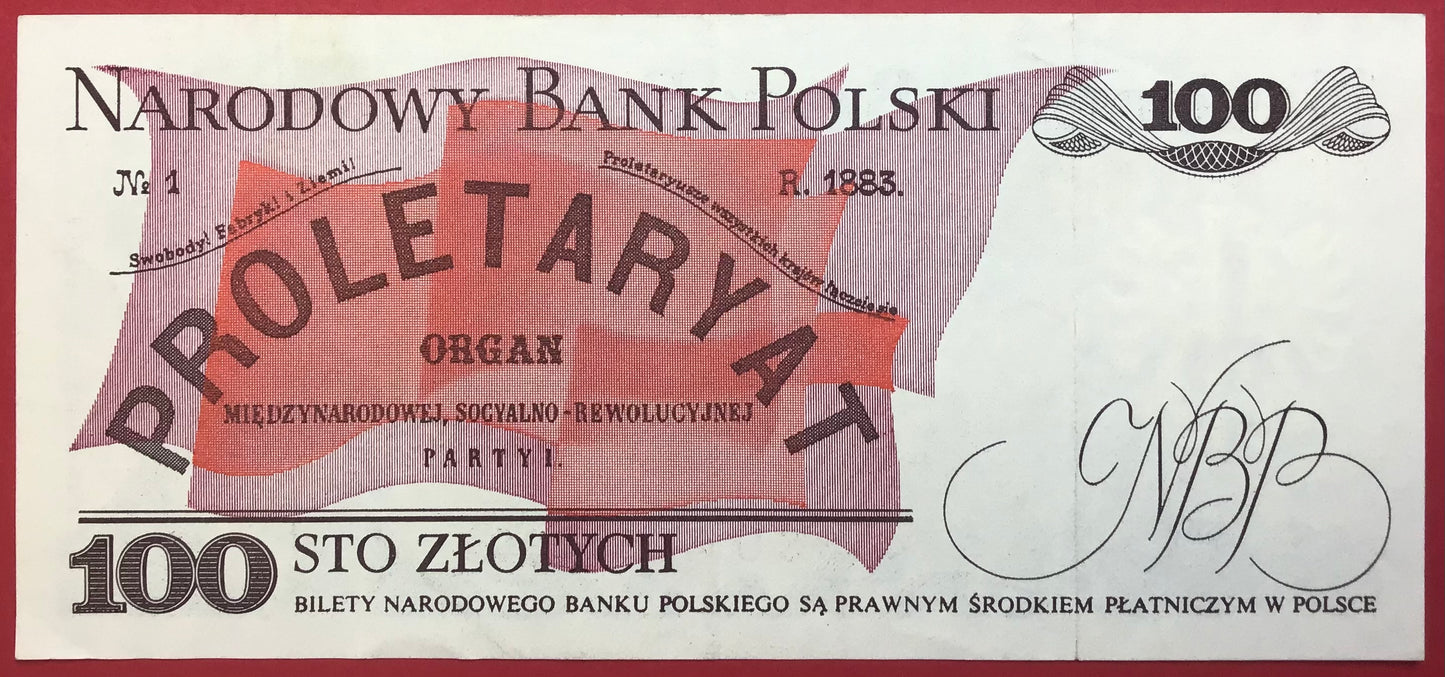 NARODOWY BANK POLSKI
100
№ 1
Swobody! Fabryk! i Ziemi!
Proletaryusze wszystkich krajów łączcie się
R. 1883.
PROLETARYAT
ORGAN
MIĘDZYNARODOWEJ, SOCYALNO-REWOLUCYJNEJ
PARTYI.
NBP
100
STO ZŁOTYCH
BILETY NARODOWEGO BANKU POLSKIEGO SĄ PRAWNYM ŚRODKIEM PŁATNICZYM W POLSCE